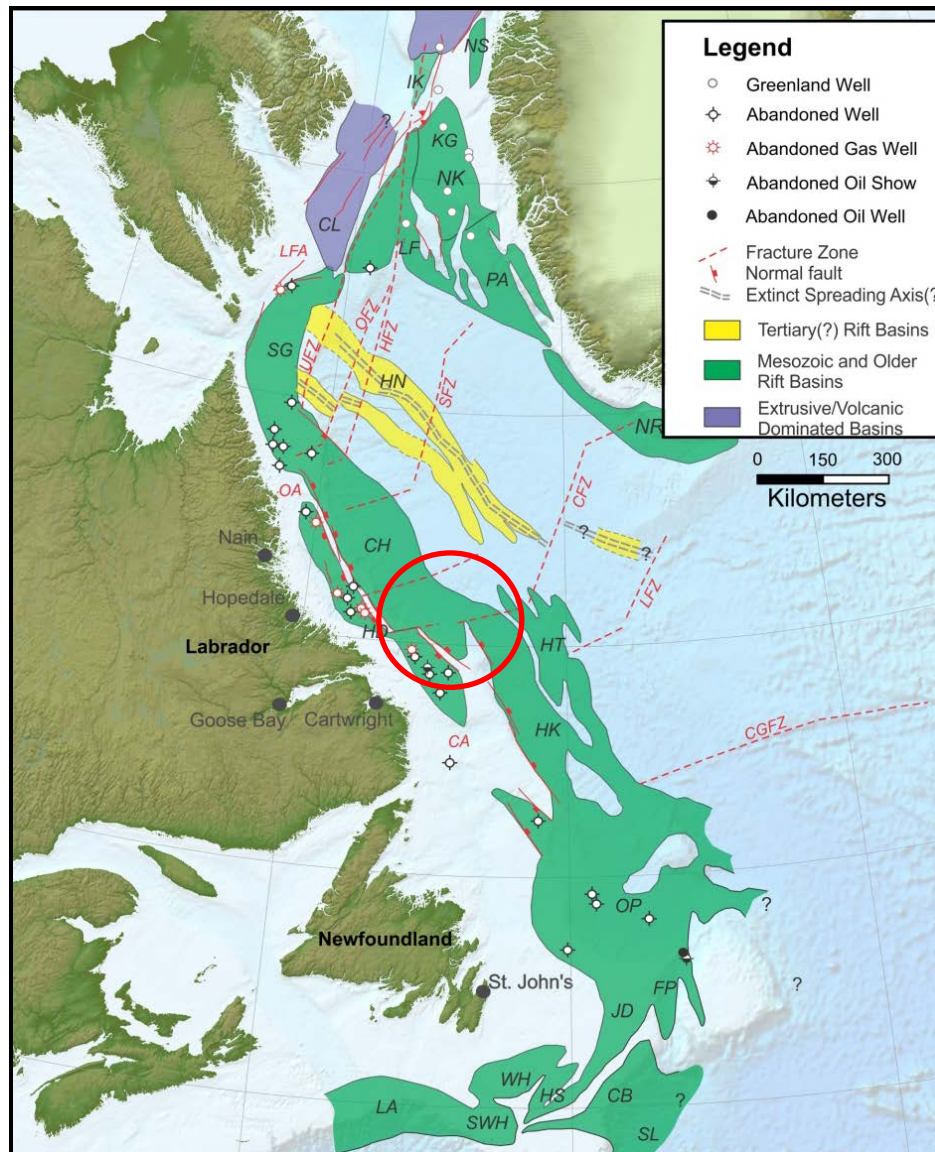 Legend
Greenland Well
Abandoned Well
Abandoned Gas Well
Abandoned Oil Show
Abandoned Oil Well
Fracture Zone
Normal fault
Extinct Spreading Axis(?
Tertiary(?) Rift Basins
Mesozoic and Older
Rift Basins
Extrusive/Volcanic
Dominated Basins
0 150 300
Kilometers
NS
IK
?
KG
NK
CL
LF
LFA
PA
SG
UFZ
OFZ
HFZ
HN
SFZ
NR
OA
CFZ
Nain
CH
?
?
LFZ
Hopedale
HD
Labrador
HT
Goose Bay
Cartwright
HK
CA
CGFZ
OP
?
Newfoundland
St. John's
FP
?
JD
WH
HS
CB
?
LA
SWH
SL